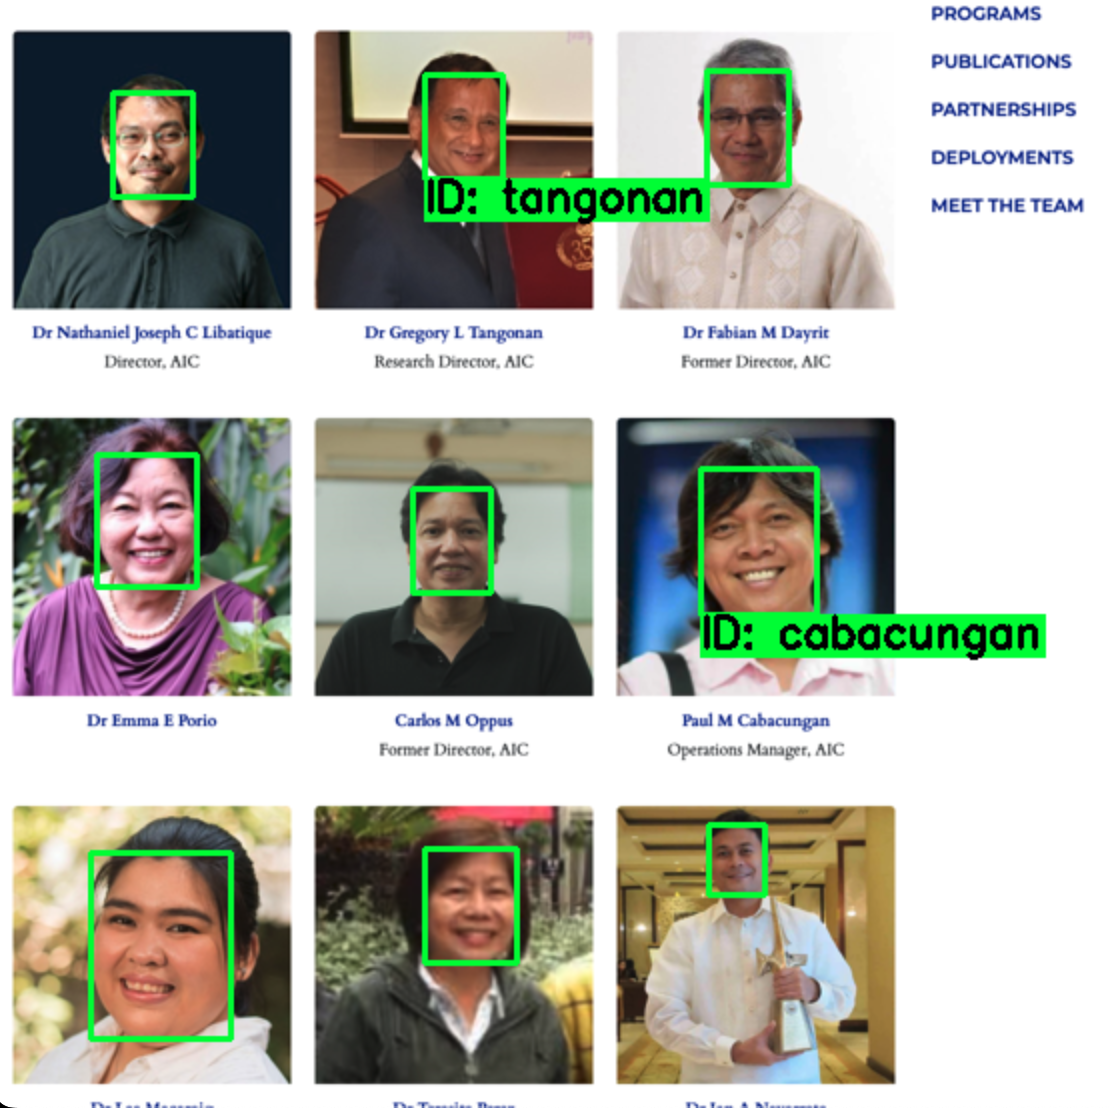 PROGRAMS
PUBLICATIONS
PARTNERSHIPS
DEPLOYMENTS
MEET THE TEAM
ID: tangonan
Dr Nathaniel Joseph C Libatique
Director, AIC
Dr Gregory L Tangonan
Research Director, AIC
Dr Fabian M Dayrit
Former Director, AIC
ID: cabacungan
Dr Emma E Porio
Carlos M Oppus
Former Director, AIC
Paul M Cabacungan
Operations Manager, AIC